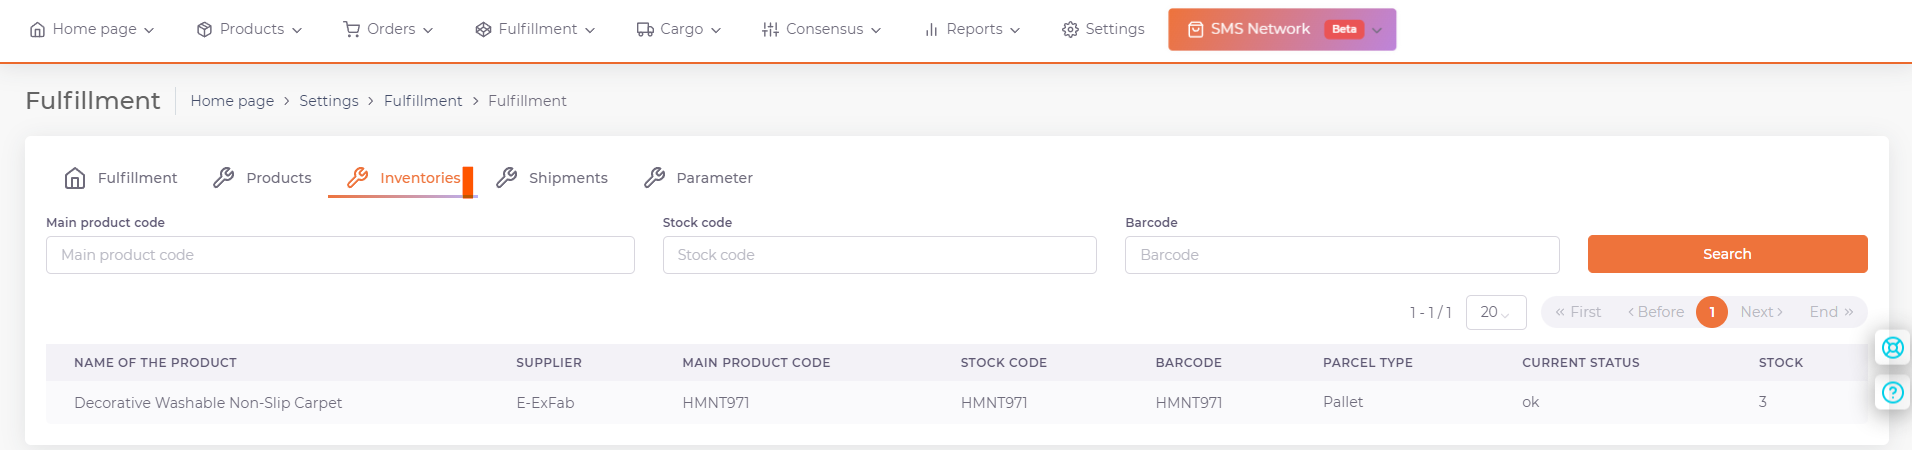 Home page Products Orders Fulfillment Cargo Consensus Reports Settings SMS Network Beta
Fulfillment Home page > Settings > Fulfillment > Fulfillment
Fulfillment Products Inventories Shipments Parameter
Main product code Stock code Barcode
Main product code Stock code Barcode Search
1 - 1 / 1 20 « First < Before 1 Next > End »
NAME OF THE PRODUCT SUPPLIER MAIN PRODUCT CODE STOCK CODE BARCODE PARCEL TYPE CURRENT STATUS STOCK
Decorative Washable Non-Slip Carpet E-ExFab HMNT971 HMNT971 HMNT971 Pallet ok 3